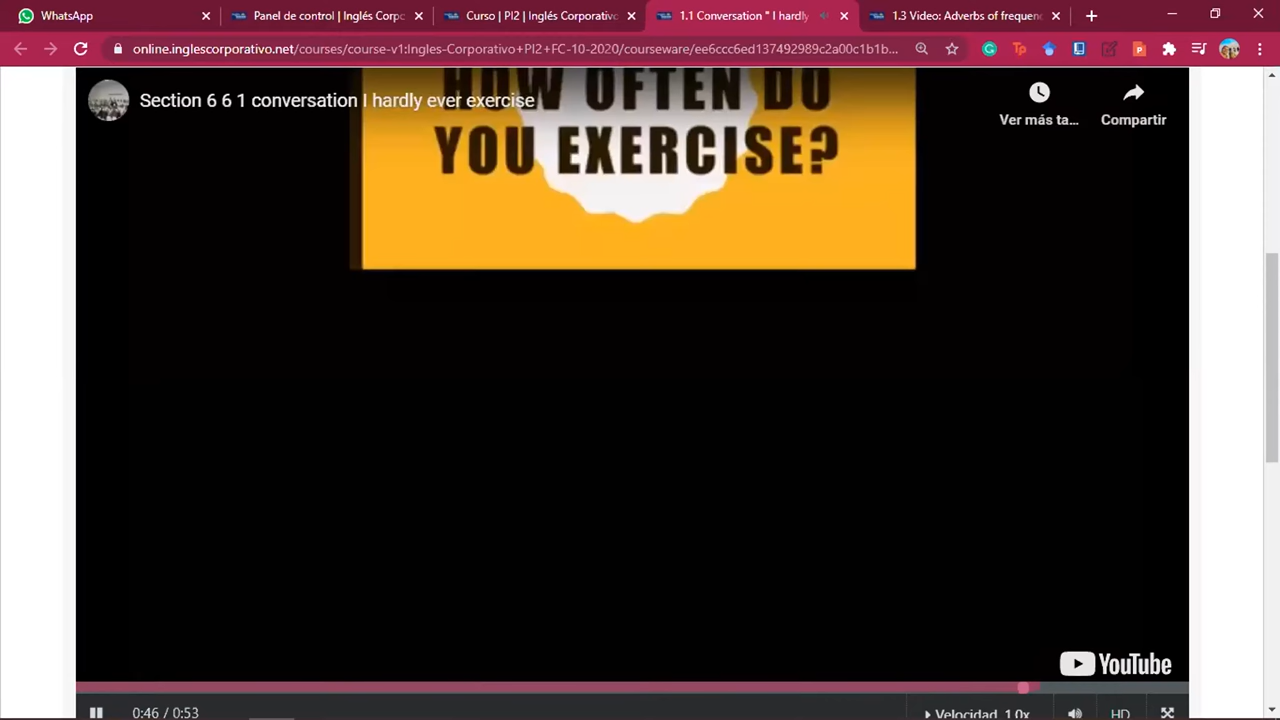 WhatsApp
Panel de control | Inglés Corpc
Curso | PI2 | Inglés Corporativo
1.1 Conversation " I hardly
1.3 Video: Adverbs of frequen
online.inglescorporativo.net/courses/course-v1:Ingles-Corporativo+PI2+FC-10-2020/courseware/ee6ccc6ed137492989c2a00c1b1b...
Section 6 6 1 conversation I hardly ever exercise
Ver más ta...
Compartir
HOW OFTEN DO
YOU EXERCISE?
YouTube
0:46 / 0:53
Velocidad 1.0x
HD